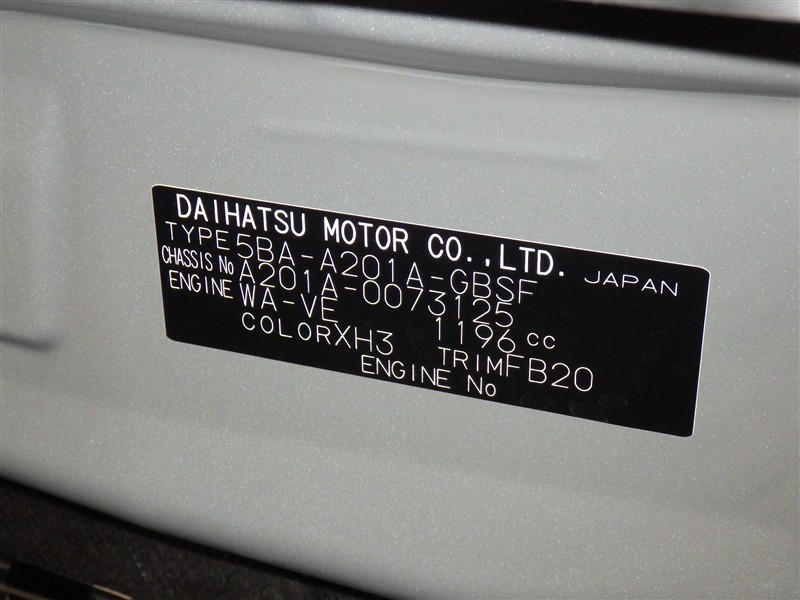 DAIHATSU MOTOR CO.,LTD. JAPAN
TYPE 5BA-A201A-GBSF
CHASSIS No A201A-0073125
ENGINE WA-VE 1196 cc
COLOR XH3 TRIM FB20
ENGINE No